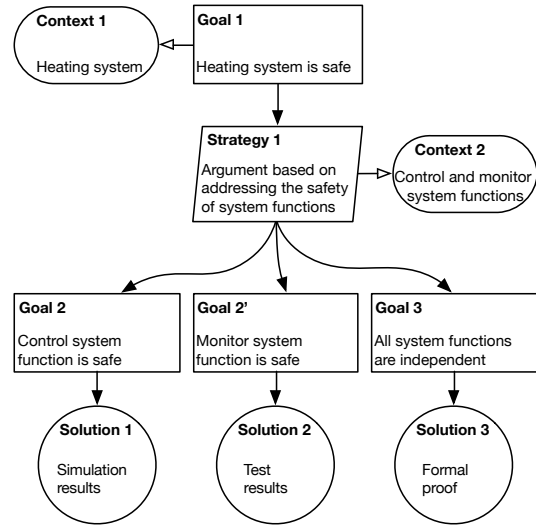 Context 1
Heating system
Goal 1
Heating system is safe
Strategy 1
Argument based on
addressing the safety
of system functions
Context 2
Control and monitor
system functions
Goal 2
Control system
function is safe
Goal 2'
Monitor system
function is safe
Goal 3
All system functions
are independent
Solution 1
Simulation
results
Solution 2
Test
results
Solution 3
Formal
proof